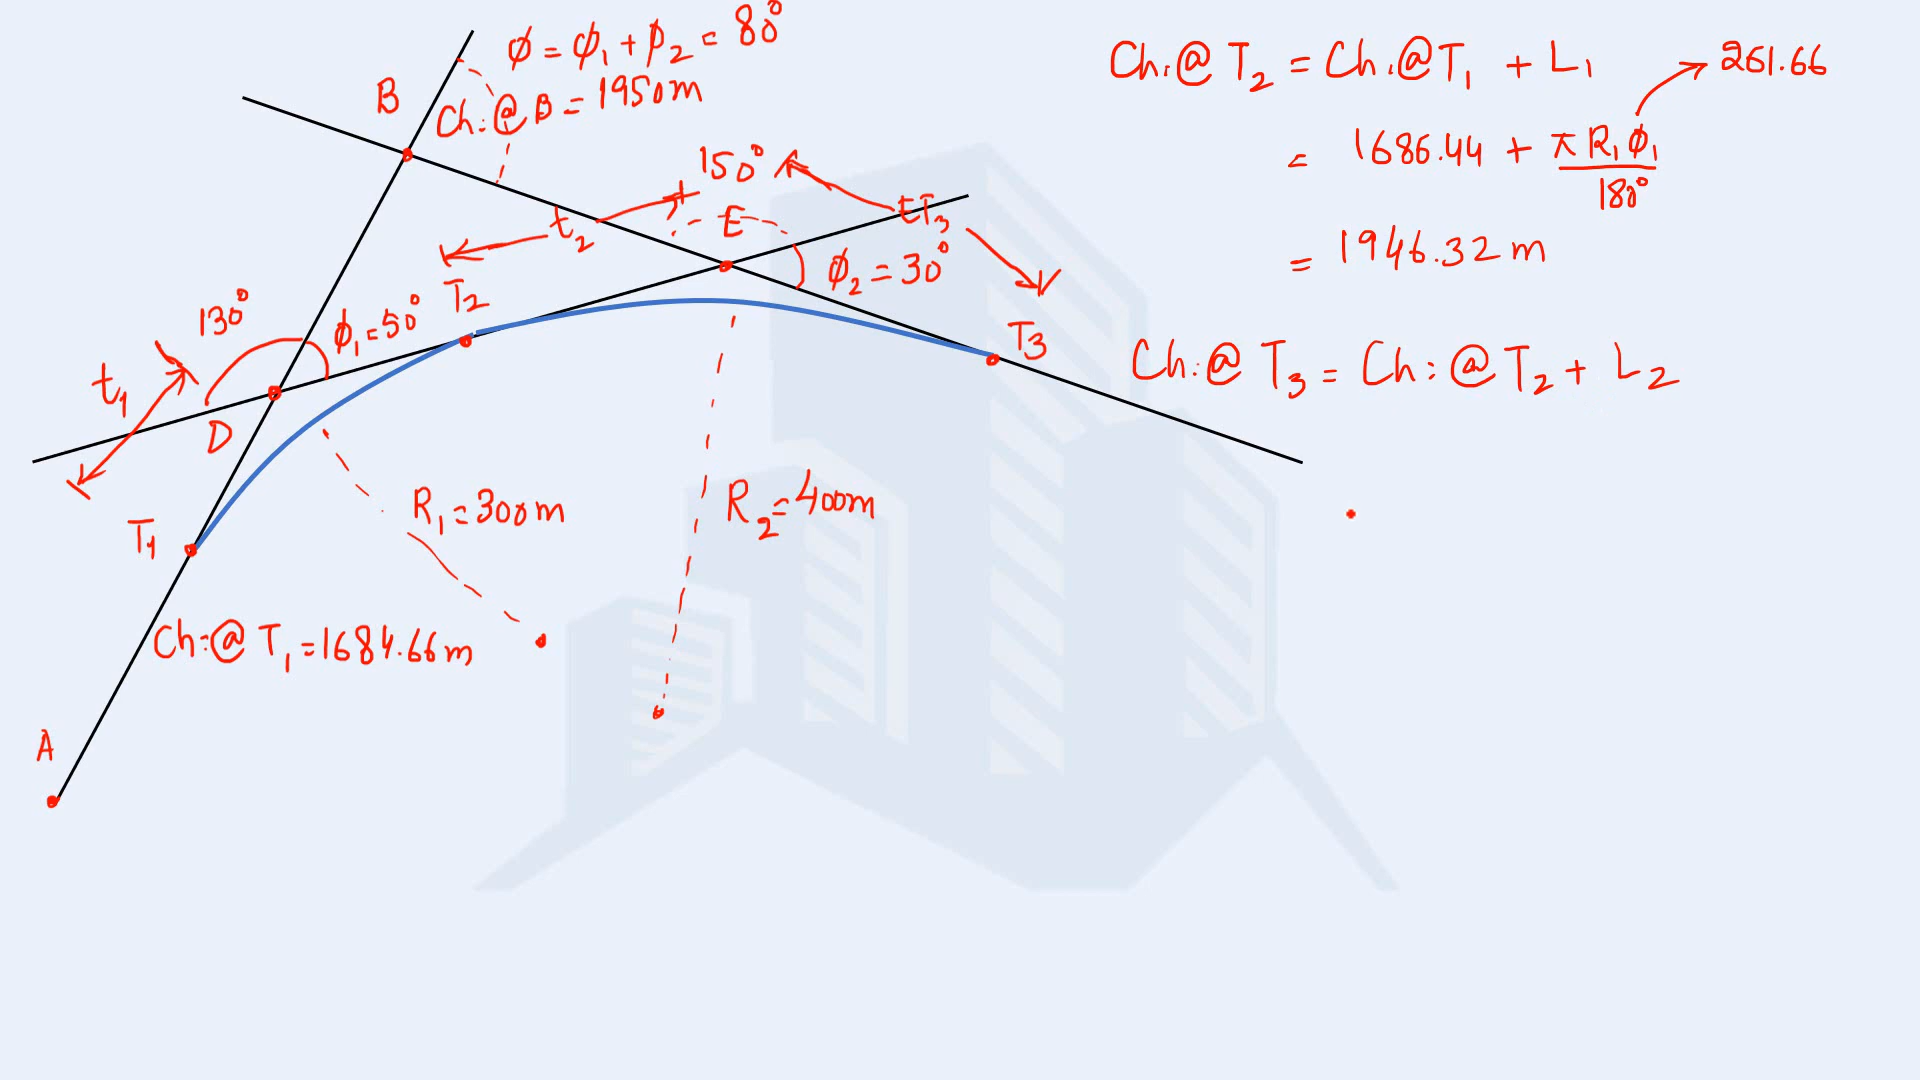 ϕ = ϕ₁ + ϕ₂ = 80°
B
Ch:@ B = 1950m
150°
t₂
E
tT₃
ϕ₂ = 30°
T₂
130°
ϕ₁ = 50°
t₁
D
T₃
R₁ = 300m
R₂ = 400m
T₁
Ch:@ T₁ = 1684.66m
A
Ch:@ T₂ = Ch:@ T₁ + L₁ → 261.66
= 1686.44 + πR₁ϕ₁ / 180°
= 1946.32 m
Ch:@ T₃ = Ch:@ T₂ + L₂